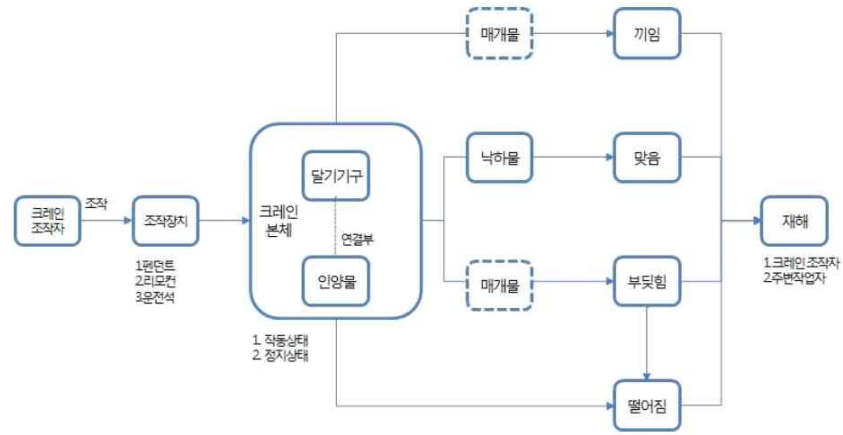 매개물
끼임
낙하물
맞음
달기기구
크레인
본체
연결부
인양물
크레인
조작자
조작
조작장치
1.펜던트
2.리모컨
3.운전석
재해
1.크레인 조작자
2.주변작업자
매개물
부딪힘
1. 작동상태
2. 정지상태
떨어짐